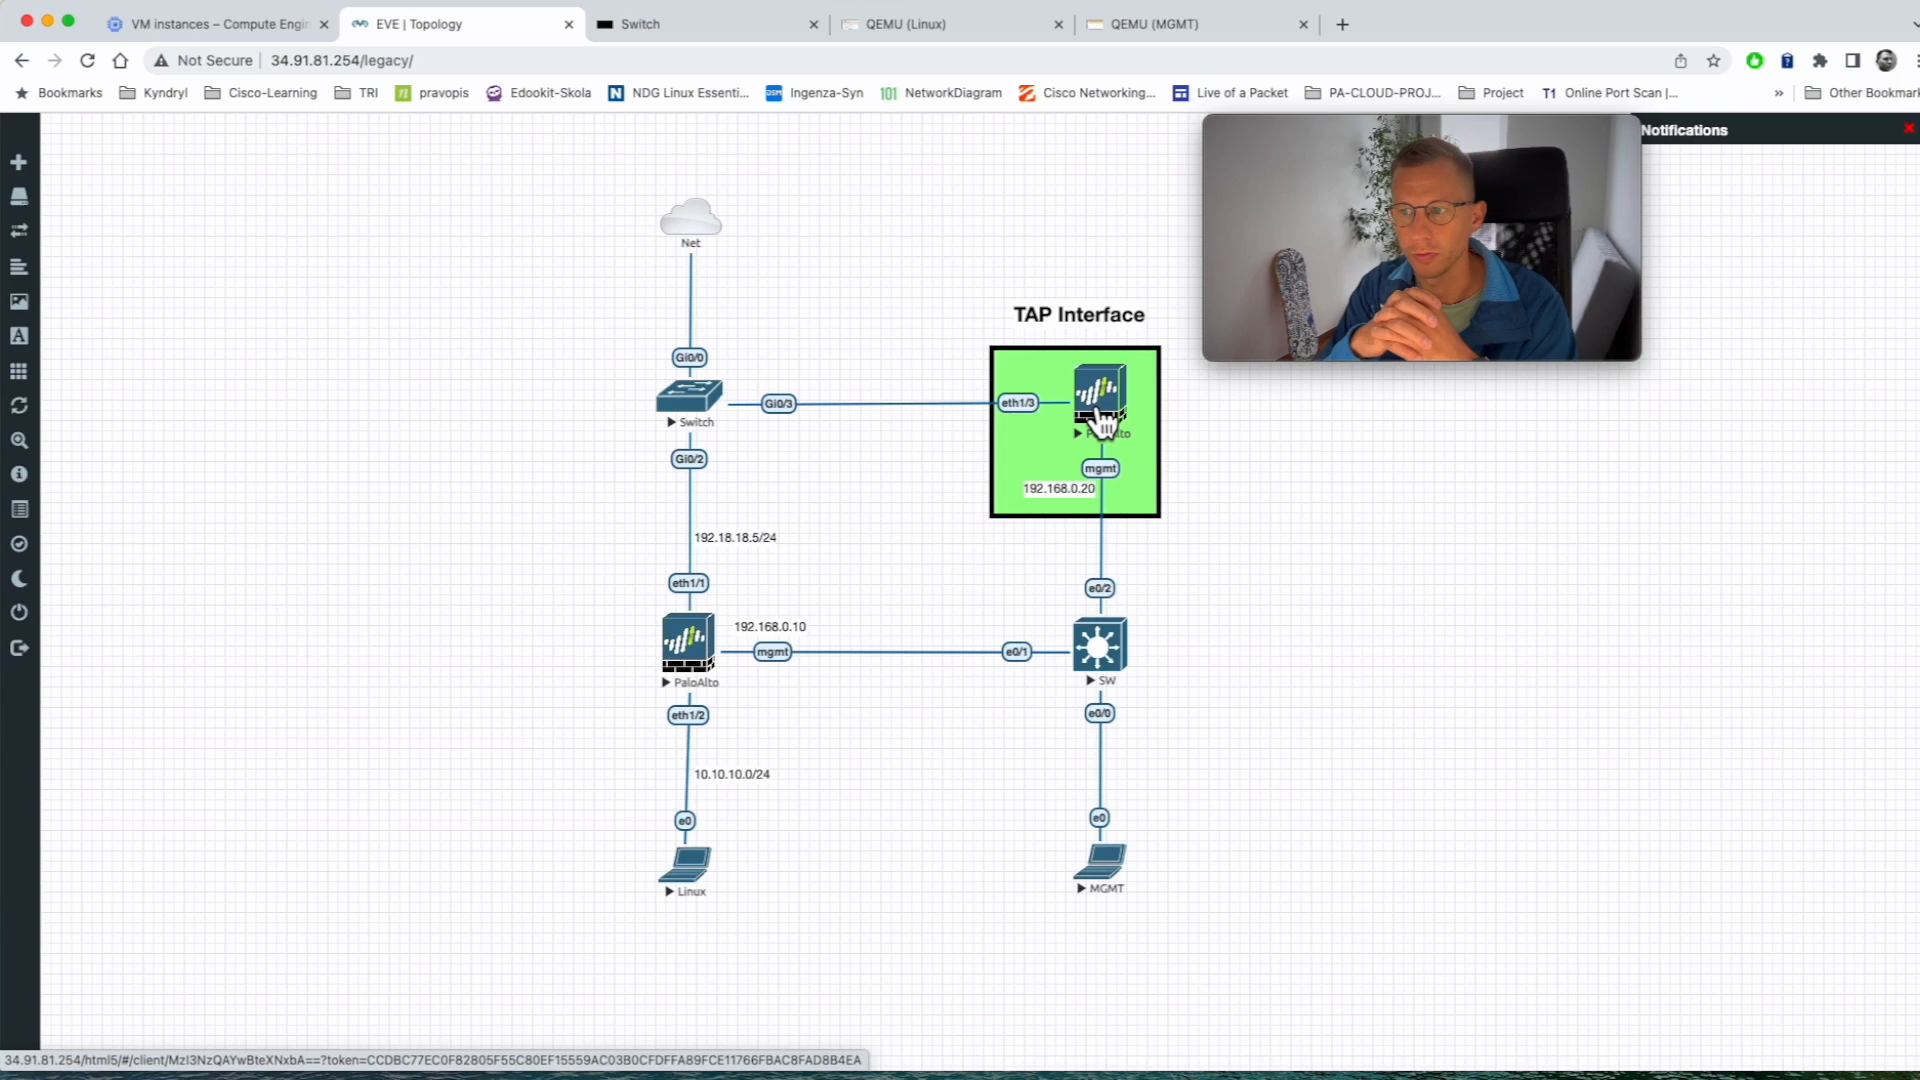 VM instances – Compute Engin
EVE | Topology
Switch
QEMU (Linux)
QEMU (MGMT)
Not Secure
34.91.81.254/legacy/
Bookmarks
Kyndryl
Cisco-Learning
TRI
pravopis
Edookit-Skola
NDG Linux Essenti...
Ingenza-Syn
NetworkDiagram
Cisco Networking...
Live of a Packet
PA-CLOUD-PROJ...
Project
Online Port Scan |...
»
Other Bookmark
Notifications
Net
TAP Interface
Gi0/0
Gi0/3
eth1/3
Switch
Gi0/2
mgmt
192.168.0.20
192.18.18.5/24
eth1/1
e0/2
192.168.0.10
mgmt
e0/1
PaloAlto
SW
eth1/2
e0/0
10.10.10.0/24
e0
e0
Linux
MGMT
34.91.81.254/html5/#/client/MzI3NzQAYwBteXNxbA==?token=CCDBC77EC0F82805F55C80EF15559AC03B0CFDFFA89FCE11766FBAC8FAD8B4EA